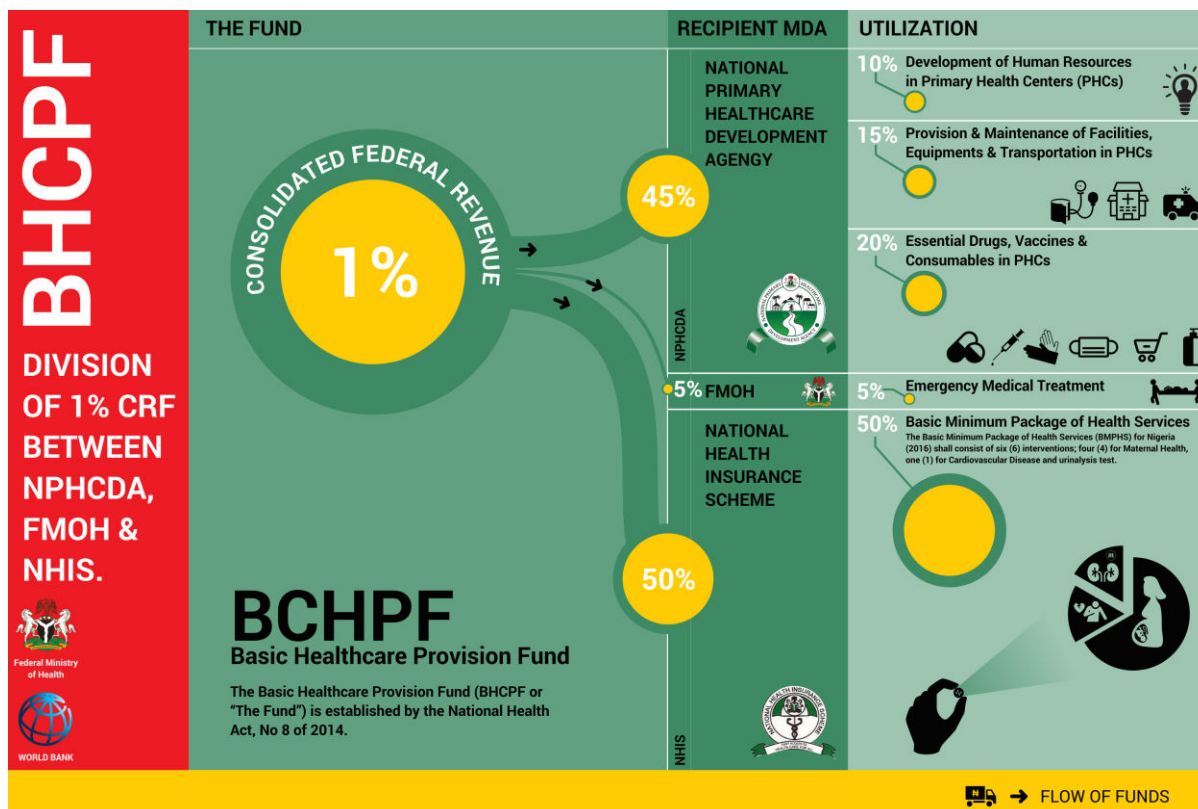 BHCPF
DIVISION
OF 1% CRF
BETWEEN
NPHCDA,
FMOH &
NHIS.
Federal Ministry
of Health
WORLD BANK
THE FUND
CONSOLIDATED FEDERAL REVENUE
1%
45%
50%
BCHPF
Basic Healthcare Provision Fund
The Basic Healthcare Provision Fund (BHCPF or
“The Fund”) is established by the National Health
Act, No 8 of 2014.
RECIPIENT MDA
NATIONAL
PRIMARY
HEALTHCARE
DEVELOPMENT
AGENGY
NPHCDA
5% FMOH
NATIONAL
HEALTH
INSURANCE
SCHEME
NATIONAL HEALTH INSURANCE SCHEME
NHIS
UTILIZATION
10% Development of Human Resources
in Primary Health Centers (PHCs)
15% Provision & Maintenance of Facilities,
Equipments & Transportation in PHCs
20% Essential Drugs, Vaccines &
Consumables in PHCs
5% Emergency Medical Treatment
50% Basic Minimum Package of Health Services
The Basic Minimum Package of Health Services (BMPHS) for Nigeria
(2016) shall consist of six (6) interventions; four (4) for Maternal Health,
one (1) for Cardiovascular Disease and urinalysis test.
N
FLOW OF FUNDS